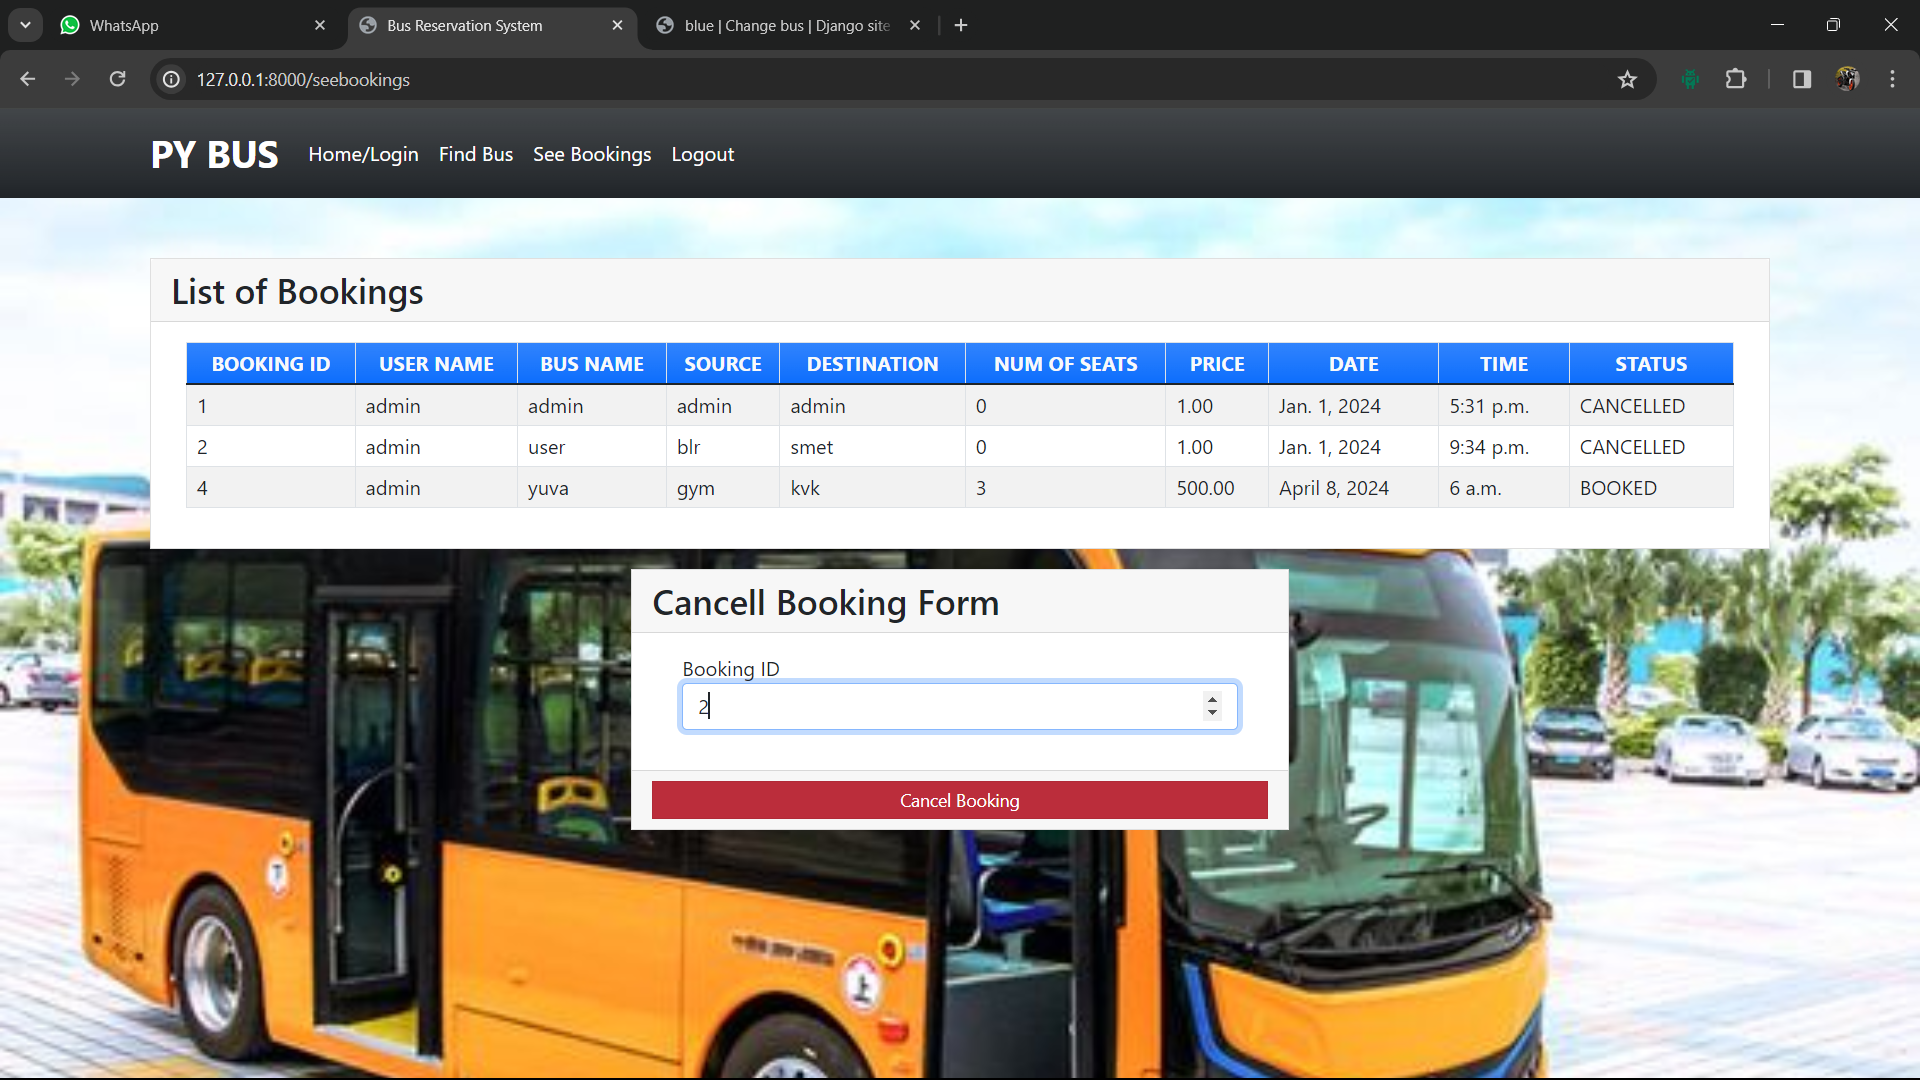 WhatsApp
Bus Reservation System
blue | Change bus | Django site
127.0.0.1:8000/seebookings
PY BUS Home/Login Find Bus See Bookings Logout
List of Bookings
BOOKING ID USER NAME BUS NAME SOURCE DESTINATION NUM OF SEATS PRICE DATE TIME STATUS
1 admin admin admin admin 0 1.00 Jan. 1, 2024 5:31 p.m. CANCELLED
2 admin user blr smet 0 1.00 Jan. 1, 2024 9:34 p.m. CANCELLED
4 admin yuva gym kvk 3 500.00 April 8, 2024 6 a.m. BOOKED
Cancell Booking Form
Booking ID
2
Cancel Booking
上